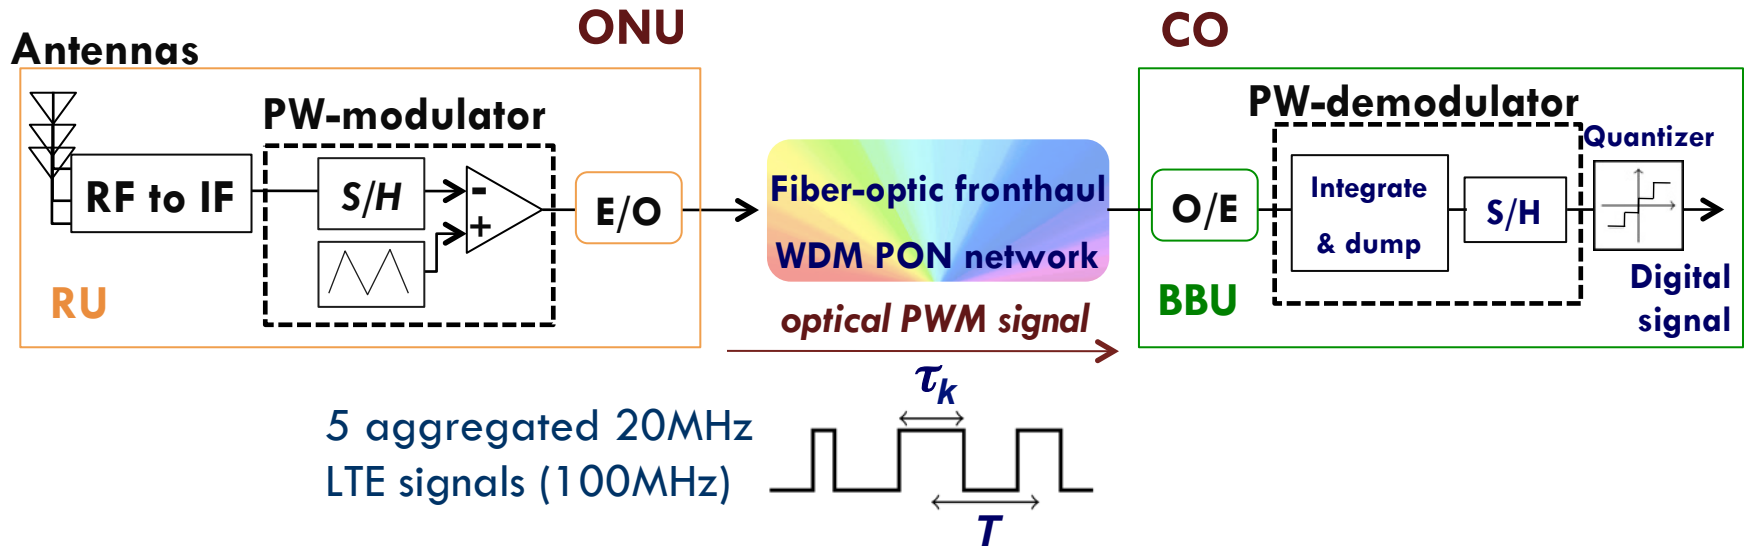 ONU
CO
Antennas
PW-modulator
PW-demodulator
Quantizer
RF to IF
S/H
-
+
E/O
Fiber-optic fronthaul
WDM PON network
O/E
Integrate
& dump
S/H
RU
BBU
Digital
signal
optical PWM signal
τk
5 aggregated 20MHz
LTE signals (100MHz)
T